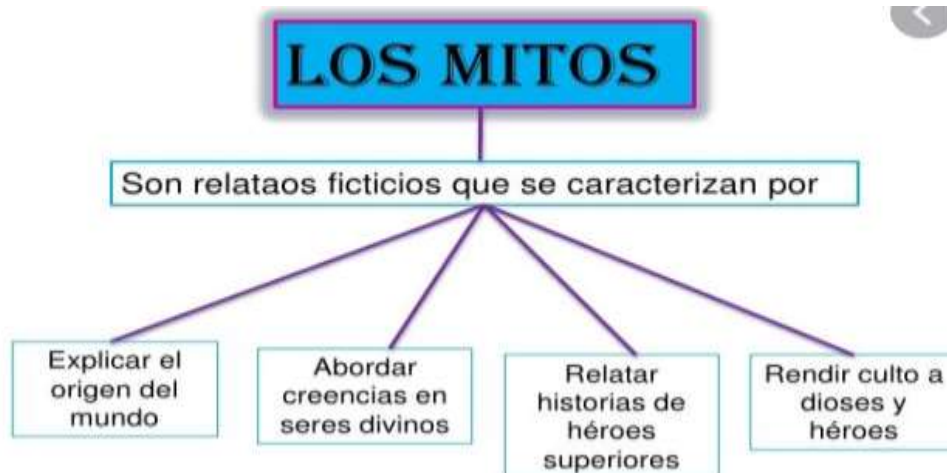 LOS MITOS
Son relataos ficticios que se caracterizan por
Explicar el
origen del
mundo
Abordar
creencias en
seres divinos
Relatar
historias de
héroes
superiores
Rendir culto a
dioses y
héroes